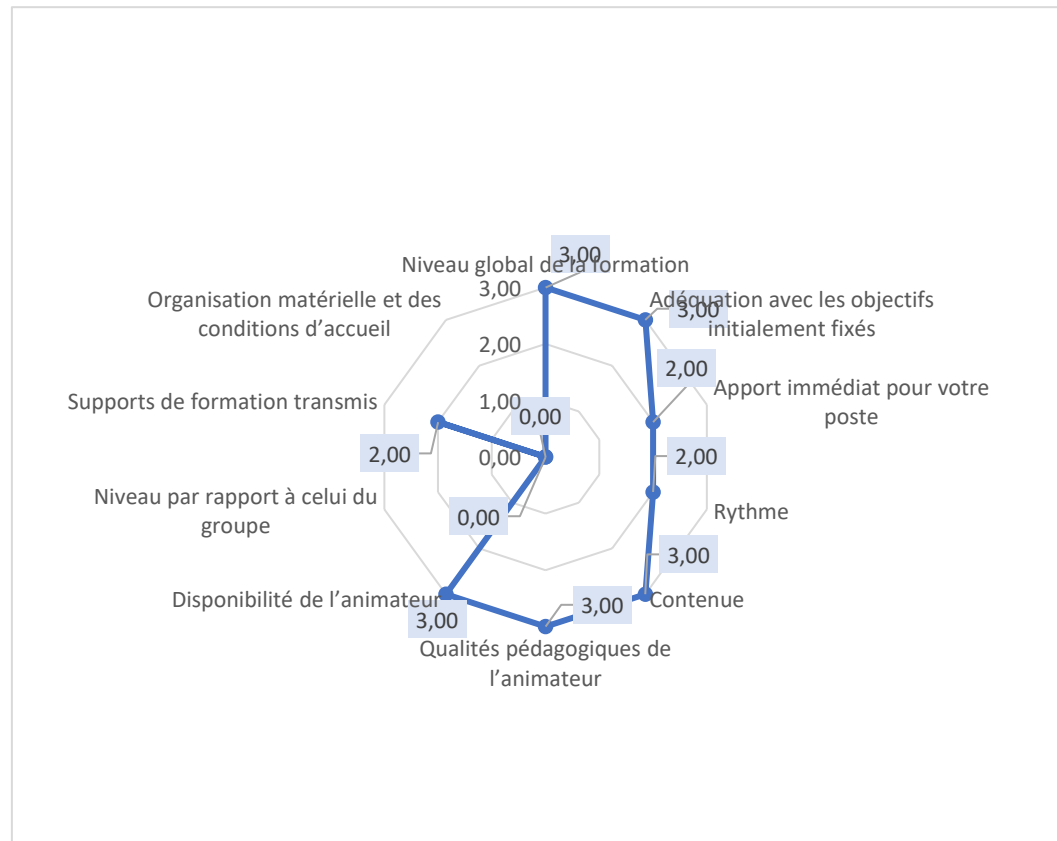 3,00
Niveau global de la formation
3,00
Adéquation avec les objectifs
initialement fixés
3,00
Organisation matérielle et des
conditions d’accueil
2,00
2,00
Apport immédiat pour votre
poste
Supports de formation transmis
1,00
0,00
2,00
0,00
2,00
Niveau par rapport à celui du
groupe
0,00
Rythme
3,00
Disponibilité de l’animateur
3,00
3,00
Contenue
Qualités pédagogiques de
l’animateur